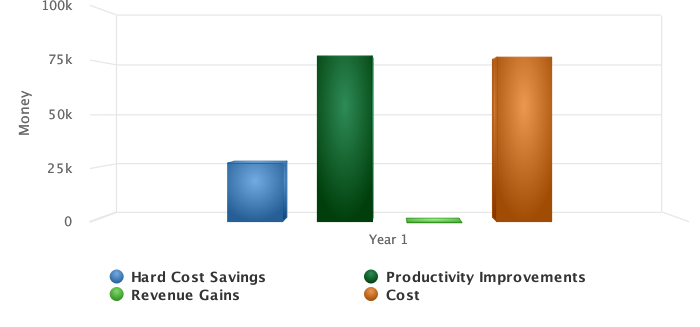 100k
75k
50k
25k
0
Money
Year 1
Hard Cost Savings
Productivity Improvements
Revenue Gains
Cost